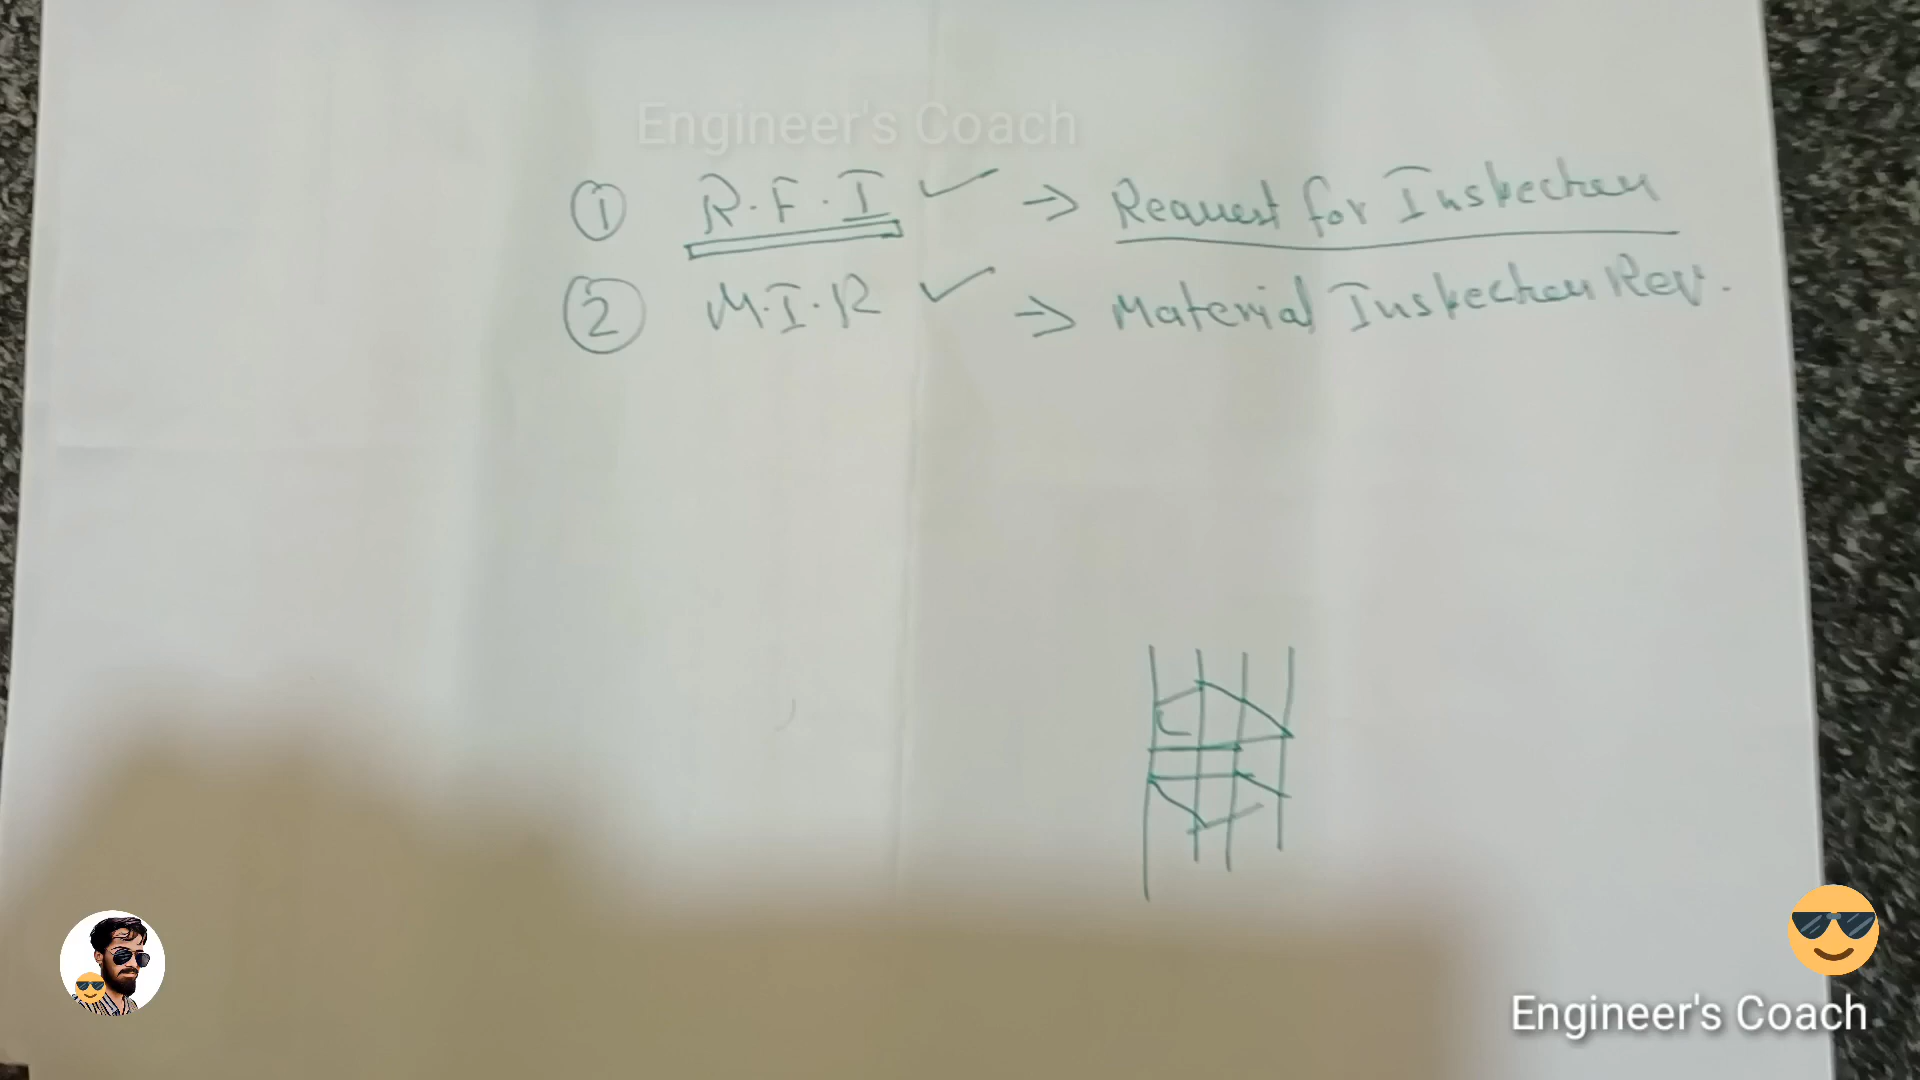 Engineer's Coach
① R.F.I ✓ → Request for Inspection
② M.I.R ✓ → Material Inspection Rev.
Engineer's Coach